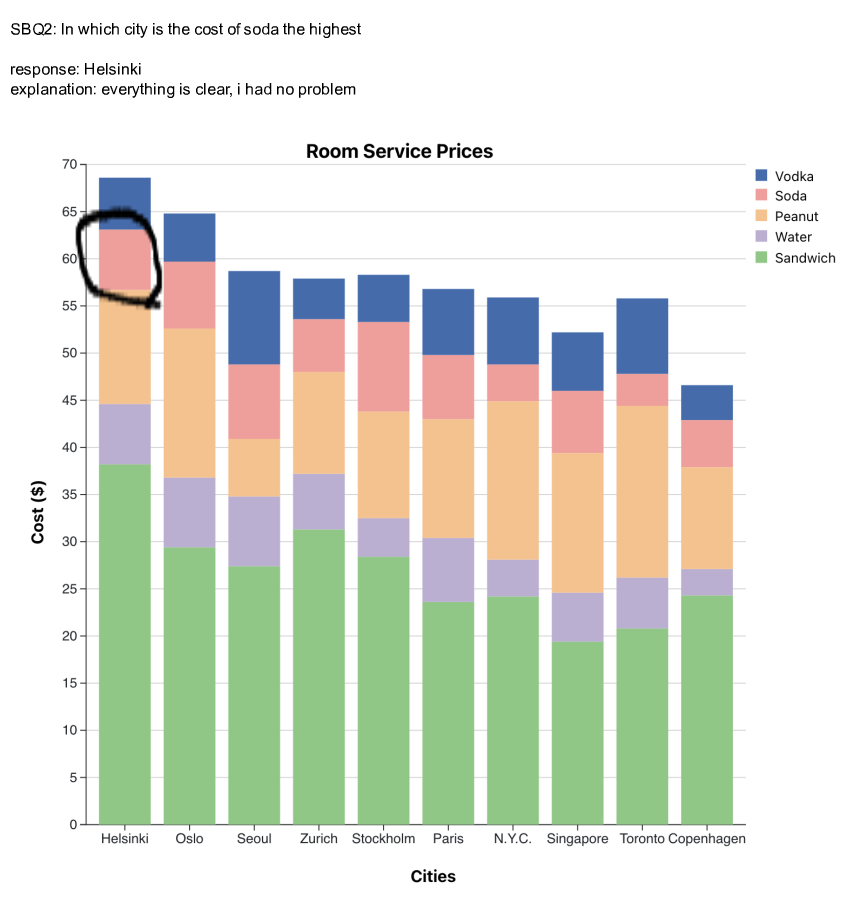 SBQ2: In which city is the cost of soda the highest
response: Helsinki
explanation: everything is clear, i had no problem
Room Service Prices
70
65
60
55
50
45
40
35
30
25
20
15
10
5
0
Cost ($)
Helsinki
Oslo
Seoul
Zurich
Stockholm
Paris
N.Y.C.
Singapore
Toronto
Copenhagen
Cities
Vodka
Soda
Peanut
Water
Sandwich